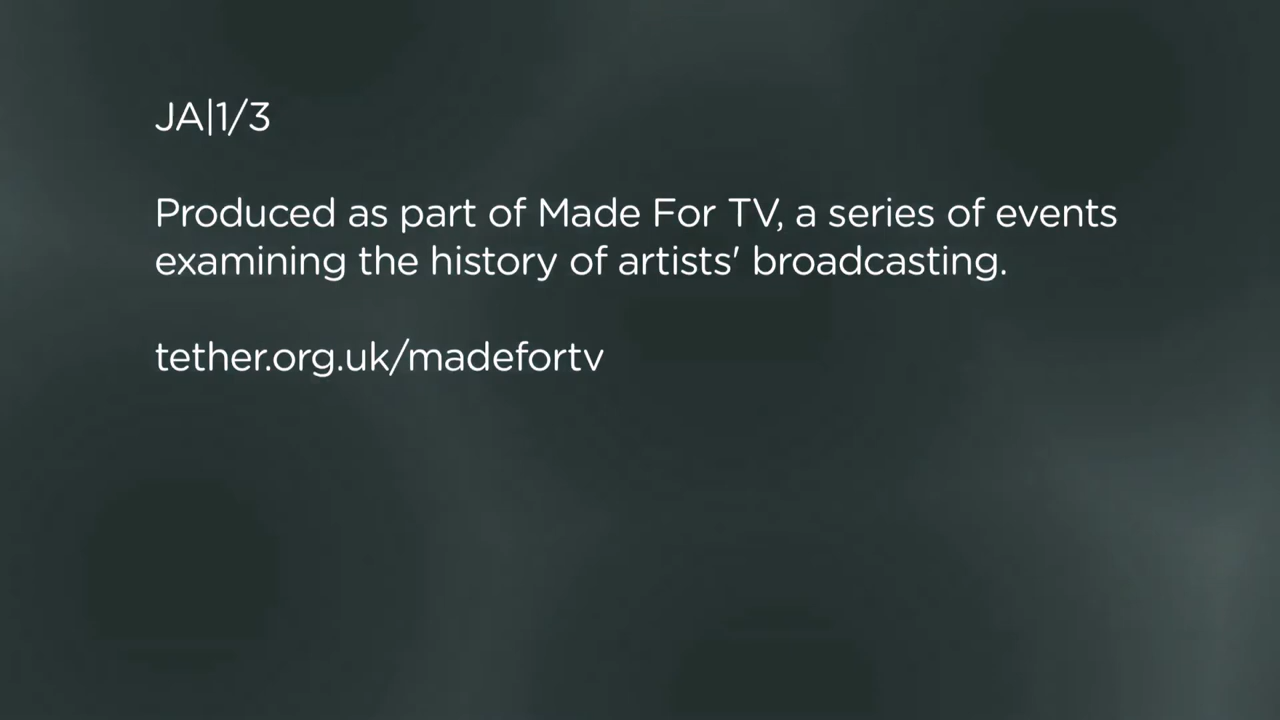 JA|1/3
Produced as part of Made For TV, a series of events
examining the history of artists' broadcasting.
tether.org.uk/madefortv